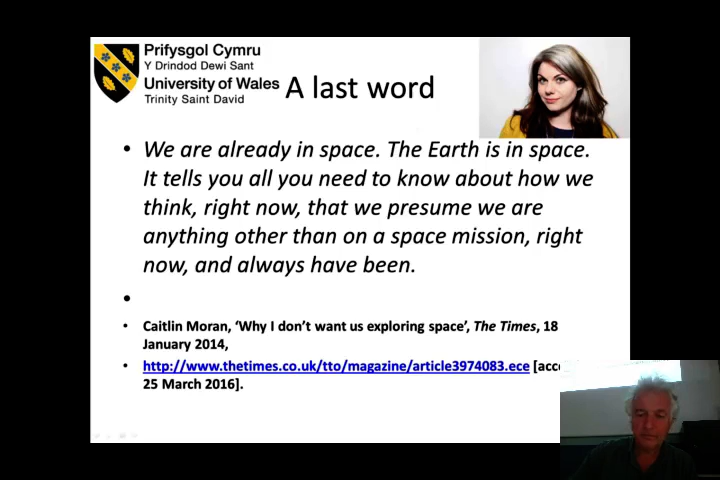 Prifysgol Cymru
Y Drindod Dewi Sant
University of Wales
Trinity Saint David
A last word
• We are already in space. The Earth is in space.
It tells you all you need to know about how we
think, right now, that we presume we are
anything other than on a space mission, right
now, and always have been.
•
• Caitlin Moran, ‘Why I don’t want us exploring space’, The Times, 18
January 2014,
• http://www.thetimes.co.uk/tto/magazine/article3974083.ece
25 March 2016].